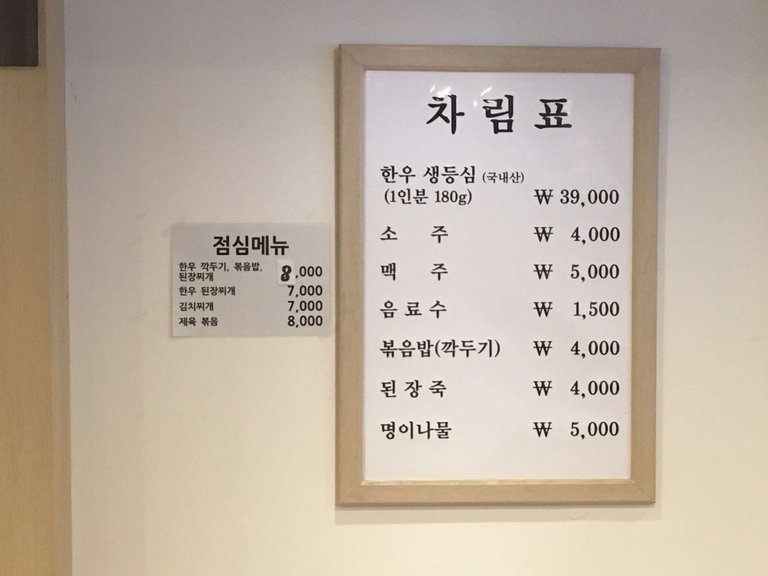 차림표
한우 생등심 (국내산)
(1인분 180g) ₩ 39,000
소 주 ₩ 4,000
맥 주 ₩ 5,000
음료수 ₩ 1,500
볶음밥(깍두기) ₩ 4,000
된장죽 ₩ 4,000
명이나물 ₩ 5,000
점심메뉴
한우 깍두기, 볶음밥,
된장찌개 8,000
한우 된장찌개 7,000
김치찌개 7,000
제육 볶음 8,000